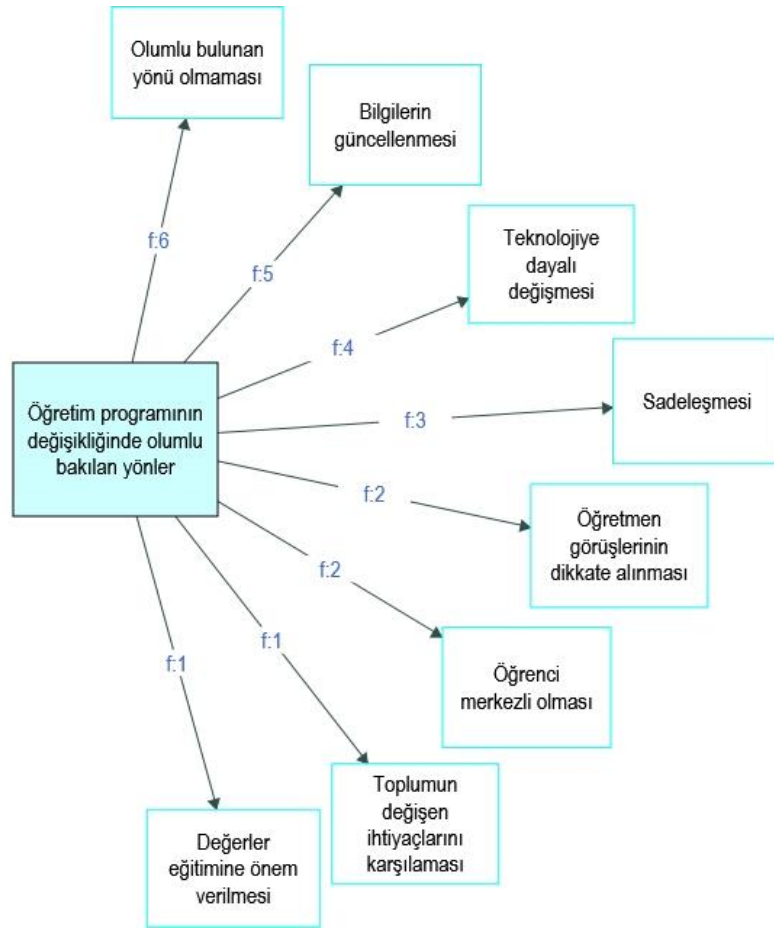 Olumlu bulunan
yönü olmaması
Bilgilerin
güncellenmesi
f:6
f:5
Teknolojiye
dayalı
değişmesi
f:4
Öğretim programının
değişikliğinde olumlu
bakılan yönler
f:3
Sadeleşmesi
f:2
Öğretmen
görüşlerinin
dikkate alınması
f:2
Öğrenci
merkezli olması
f:1
f:1
Toplumun
değişen
ihtiyaçlarını
karşılaması
Değerler
eğitimine önem
verilmesi